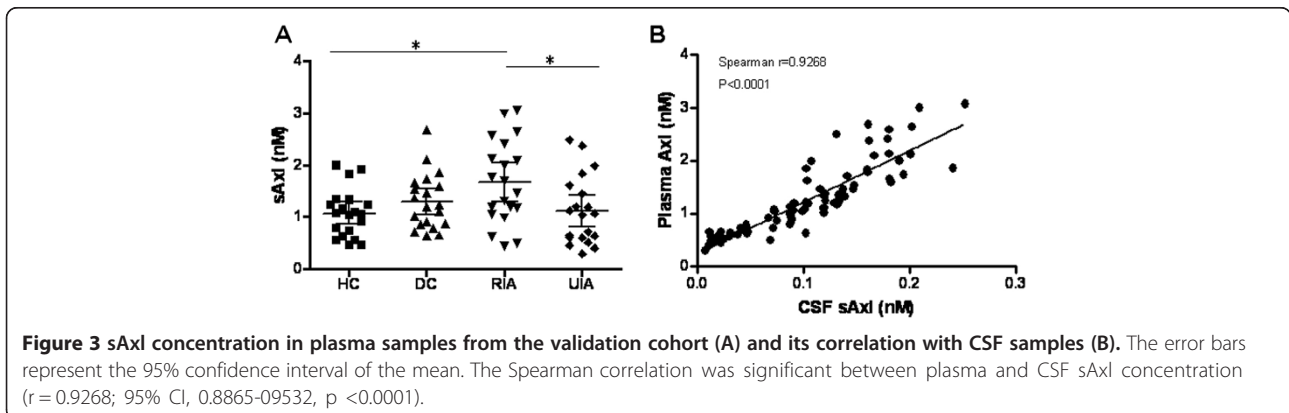 A
*
*
sAxl (nM)
4
3
2
1
0
HC DC RIA UIA
B
Spearman r=0.9268
P<0.0001
Plasma Axl (nM)
4
3
2
1
0
0.0 0.1 0.2 0.3
CSF sAxl (nM)
Figure 3 sAxl concentration in plasma samples from the validation cohort (A) and its correlation with CSF samples (B). The error bars
represent the 95% confidence interval of the mean. The Spearman correlation was significant between plasma and CSF sAxl concentration
(r = 0.9268; 95% CI, 0.8865-09532, p <0.0001).